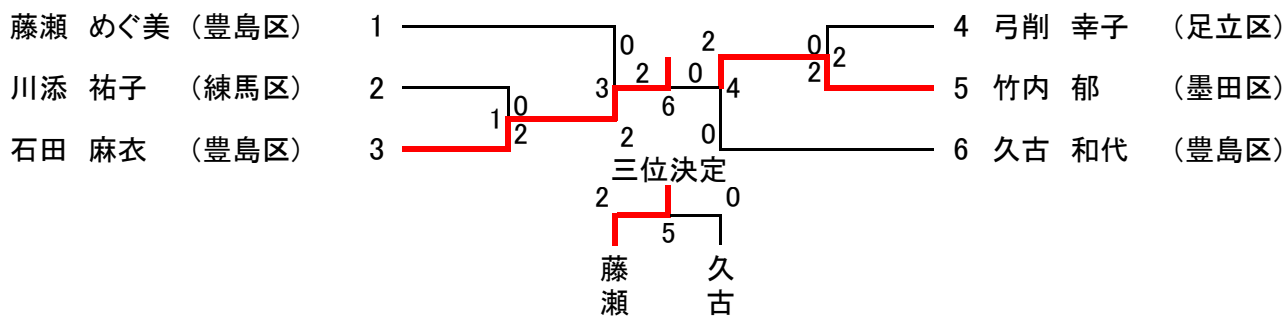 藤瀬 めぐ美 (豊島区) 1
川添 祐子 (練馬区) 2
石田 麻衣 (豊島区) 3
4 弓削 幸子 (足立区)
5 竹内 郁 (墨田区)
6 久古 和代 (豊島区)
0 2 0
2 0 2 2
3 6 4
1 0
2 2 0
三位決定
2 0
5
藤瀬 久古